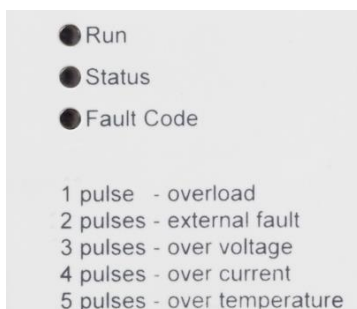 Run
Status
Fault Code
1 pulse - overload
2 pulses - external fault
3 pulses - over voltage
4 pulses - over current
5 pulses - over temperature